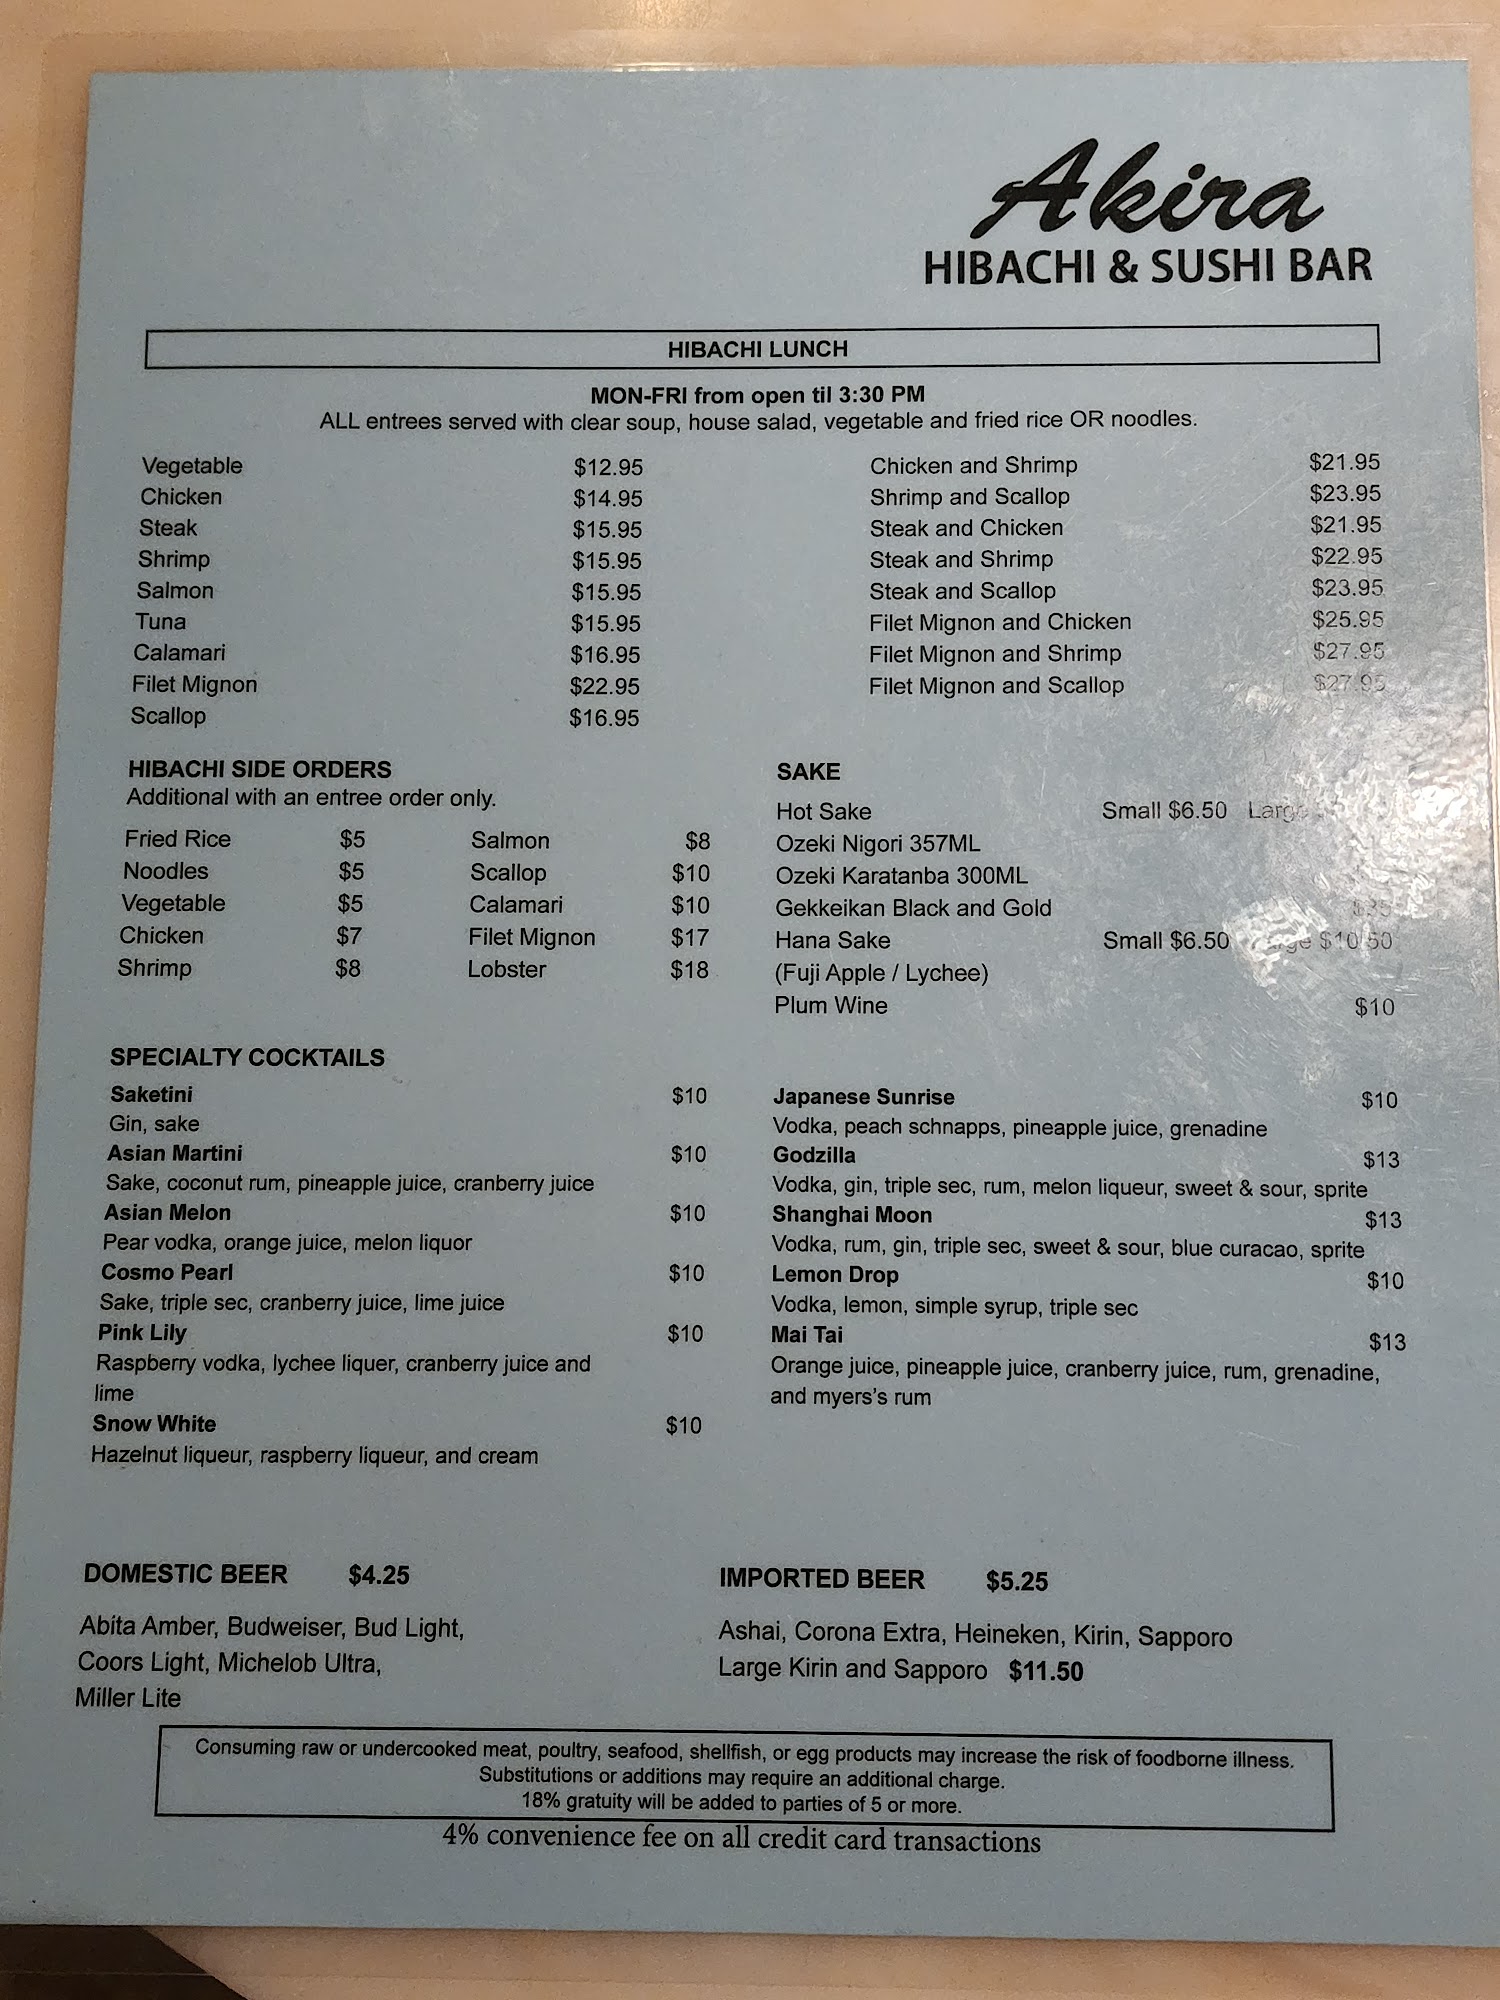 Akira
HIBACHI & SUSHI BAR
HIBACHI LUNCH
MON-FRI from open til 3:30 PM
ALL entrees served with clear soup, house salad, vegetable and fried rice OR noodles.
Vegetable $12.95
Chicken $14.95
Steak $15.95
Shrimp $15.95
Salmon $15.95
Tuna $15.95
Calamari $16.95
Filet Mignon $22.95
Scallop $16.95
Chicken and Shrimp $21.95
Shrimp and Scallop $23.95
Steak and Chicken $21.95
Steak and Shrimp $22.95
Steak and Scallop $23.95
Filet Mignon and Chicken $25.95
Filet Mignon and Shrimp $27.95
Filet Mignon and Scallop $27.95
HIBACHI SIDE ORDERS
Additional with an entree order only.
Fried Rice $5 Salmon $8
Noodles $5 Scallop $10
Vegetable $5 Calamari $10
Chicken $7 Filet Mignon $17
Shrimp $8 Lobster $18
SAKE
Hot Sake Small $6.50 Large
Ozeki Nigori 357ML
Ozeki Karatanba 300ML
Gekkeikan Black and Gold $35
Hana Sake Small $6.50 Large $10.50
(Fuji Apple / Lychee)
Plum Wine $10
SPECIALTY COCKTAILS
Saketini $10
Gin, sake
Asian Martini $10
Sake, coconut rum, pineapple juice, cranberry juice
Asian Melon $10
Pear vodka, orange juice, melon liquor
Cosmo Pearl $10
Sake, triple sec, cranberry juice, lime juice
Pink Lily $10
Raspberry vodka, lychee liquer, cranberry juice and
lime
Snow White $10
Hazelnut liqueur, raspberry liqueur, and cream
Japanese Sunrise $10
Vodka, peach schnapps, pineapple juice, grenadine
Godzilla $13
Vodka, gin, triple sec, rum, melon liqueur, sweet & sour, sprite
Shanghai Moon $13
Vodka, rum, gin, triple sec, sweet & sour, blue curacao, sprite
Lemon Drop $10
Vodka, lemon, simple syrup, triple sec
Mai Tai $13
Orange juice, pineapple juice, cranberry juice, rum, grenadine,
and myers's rum
DOMESTIC BEER $4.25
Abita Amber, Budweiser, Bud Light,
Coors Light, Michelob Ultra,
Miller Lite
IMPORTED BEER $5.25
Ashai, Corona Extra, Heineken, Kirin, Sapporo
Large Kirin and Sapporo $11.50
Consuming raw or undercooked meat, poultry, seafood, shellfish, or egg products may increase the risk of foodborne illness.
Substitutions or additions may require an additional charge.
18% gratuity will be added to parties of 5 or more.
4% convenience fee on all credit card transactions